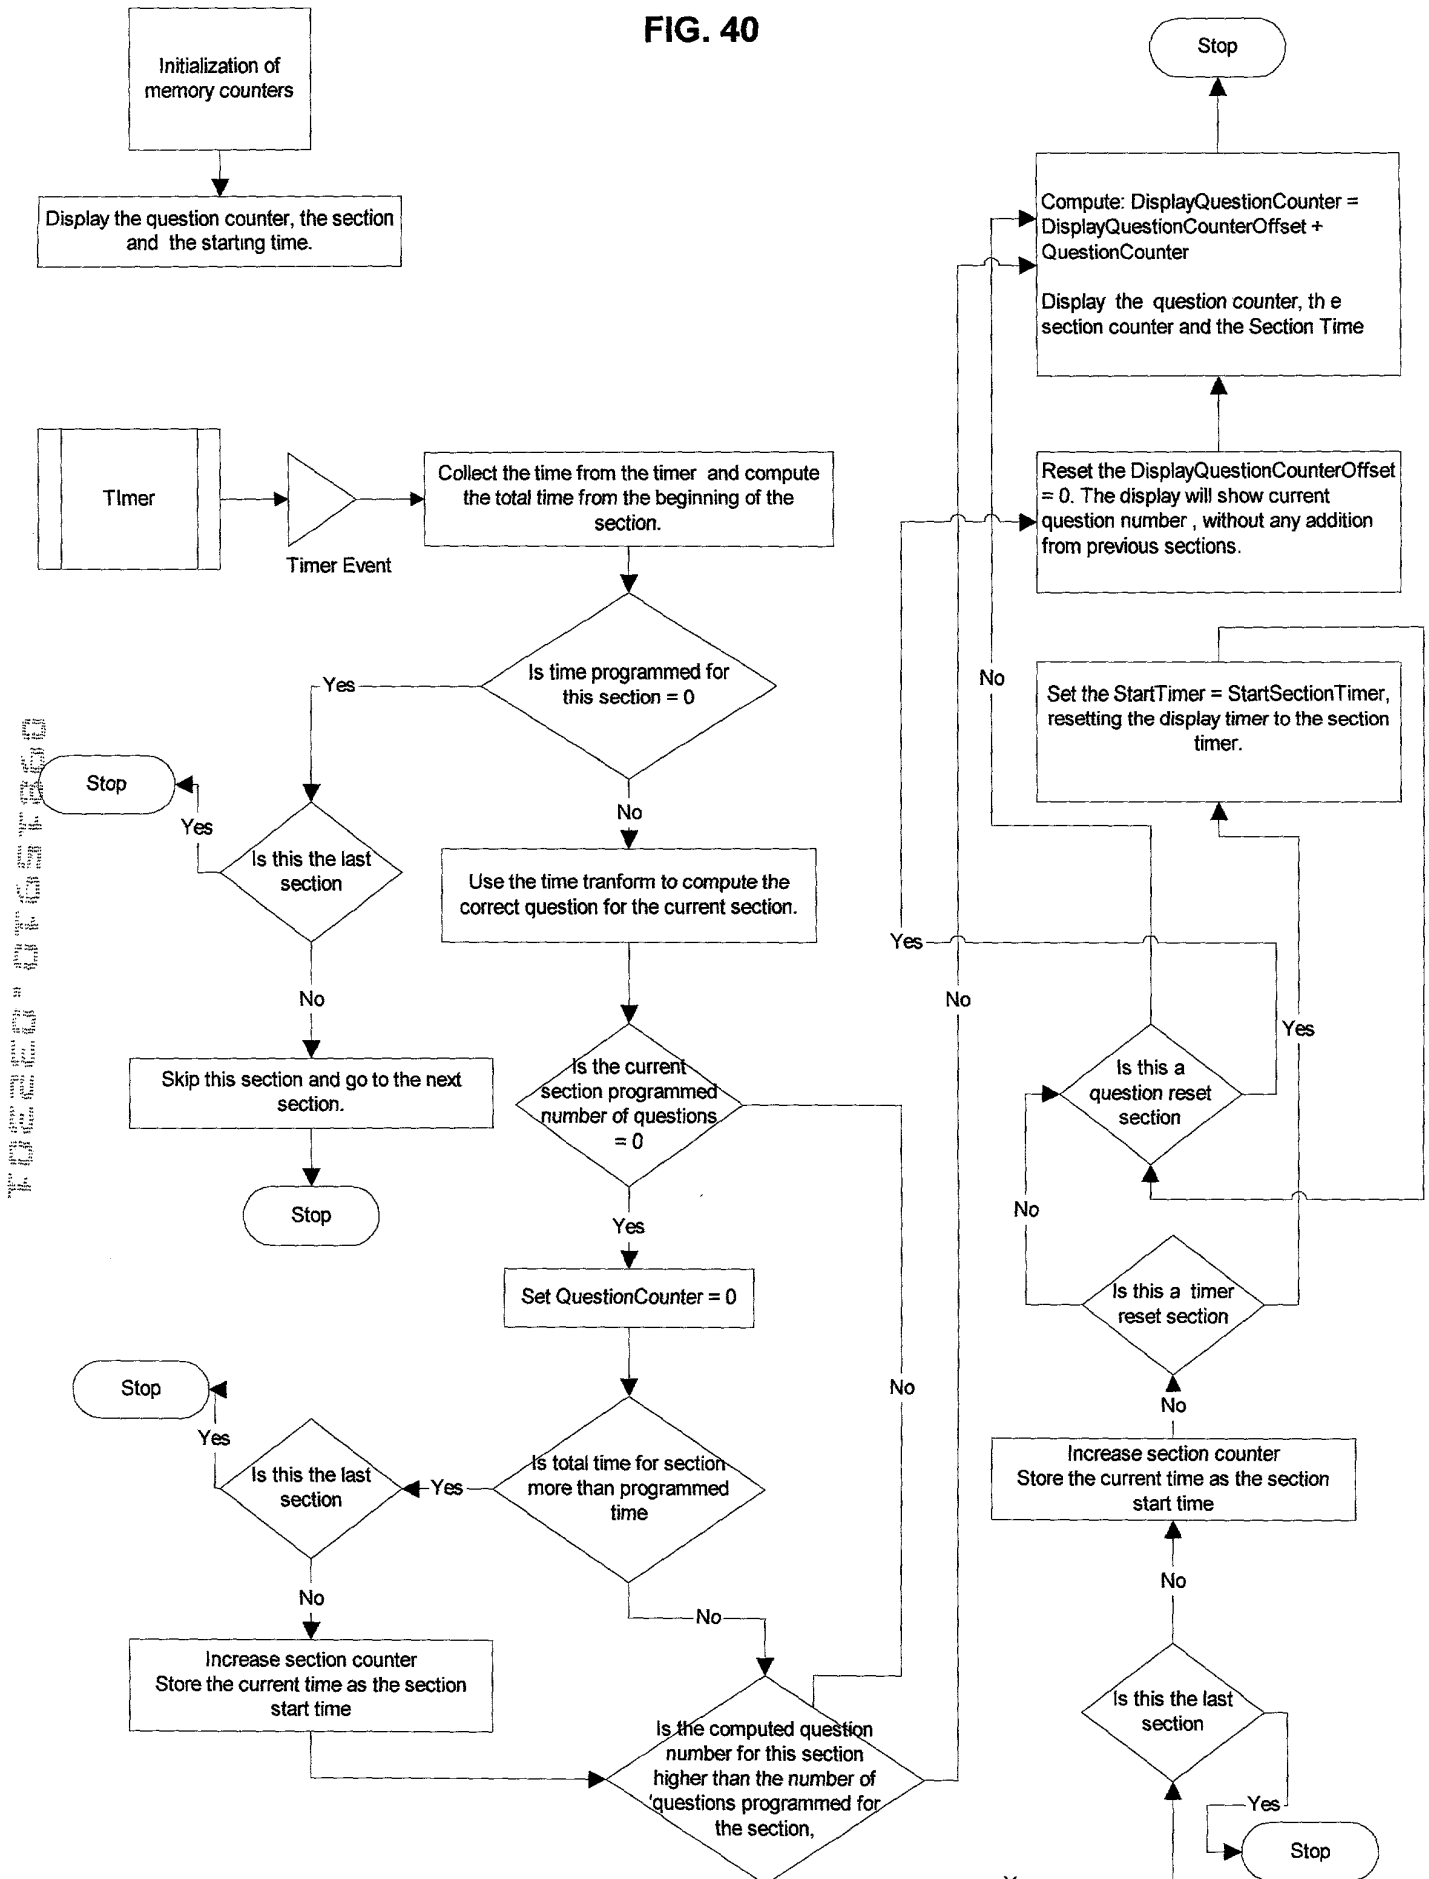 FIG. 40
Initialization of
memory counters
Display the question counter, the section
and the starting time.
TImer
Timer Event
Collect the time from the timer and compute
the total time from the beginning of the
section.
Is time programmed for
this section = 0
Yes
No
Stop
Yes
Is this the last
section
No
Skip this section and go to the next
section.
Stop
Use the time tranform to compute the
correct question for the current section.
Is the current
section programmed
number of questions
= 0
Yes
No
Set QuestionCounter = 0
Is total time for section
more than programmed
time
Yes
No
Stop
Yes
Is this the last
section
No
Increase section counter
Store the current time as the section
start time
Is the computed question
number for this section
higher than the number of
'questions programmed for
the section,
No
Stop
Compute: DisplayQuestionCounter =
DisplayQuestionCounterOffset +
QuestionCounter
Display the question counter, th e
section counter and the Section Time
Reset the DisplayQuestionCounterOffset
= 0. The display will show current
question number , without any addition
from previous sections.
No
Set the StartTimer = StartSectionTimer,
resetting the display timer to the section
timer.
Yes
Yes
Is this a
question reset
section
No
Is this a timer
reset section
No
Increase section counter
Store the current time as the section
start time
No
Is this the last
section
Yes
Stop